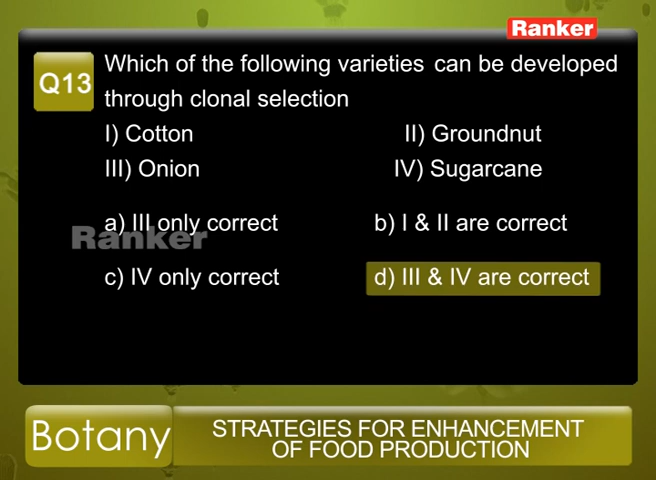 Ranker
Q13
Which of the following varieties can be developed
through clonal selection
I) Cotton
II) Groundnut
III) Onion
IV) Sugarcane
a) III only correct
b) I & II are correct
Ranker
c) IV only correct
d) III & IV are correct
Botany
STRATEGIES FOR ENHANCEMENT
OF FOOD PRODUCTION